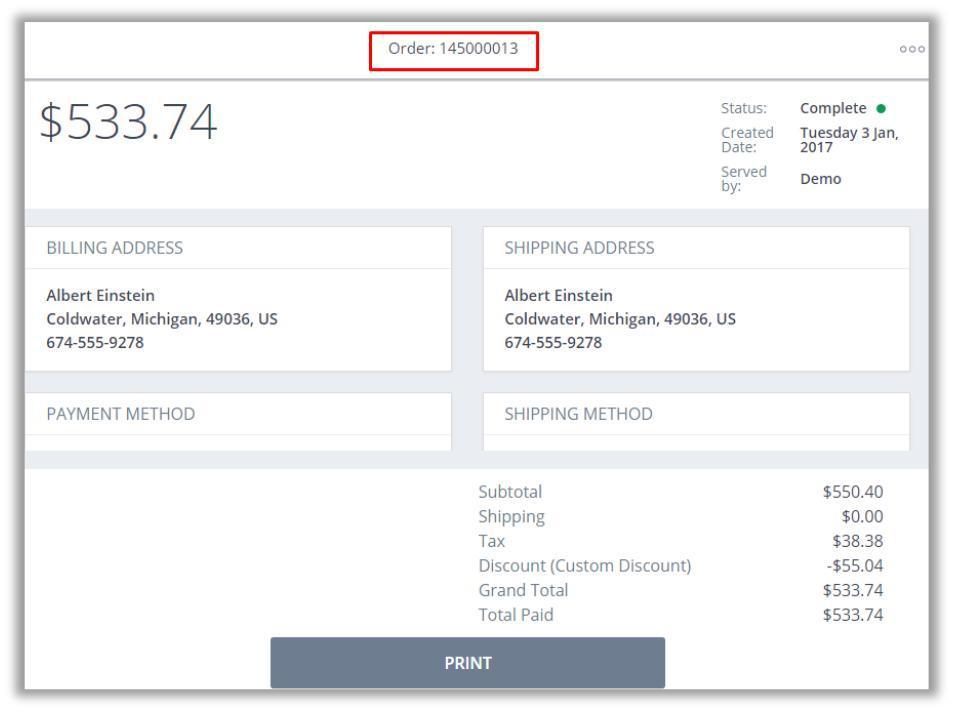 Order: 145000013
$533.74
Status: Complete
Created Date: Tuesday 3 Jan, 2017
Served by: Demo
BILLING ADDRESS
Albert Einstein
Coldwater, Michigan, 49036, US
674-555-9278
SHIPPING ADDRESS
Albert Einstein
Coldwater, Michigan, 49036, US
674-555-9278
PAYMENT METHOD
SHIPPING METHOD
Subtotal $550.40
Shipping $0.00
Tax $38.38
Discount (Custom Discount) -$55.04
Grand Total $533.74
Total Paid $533.74
PRINT